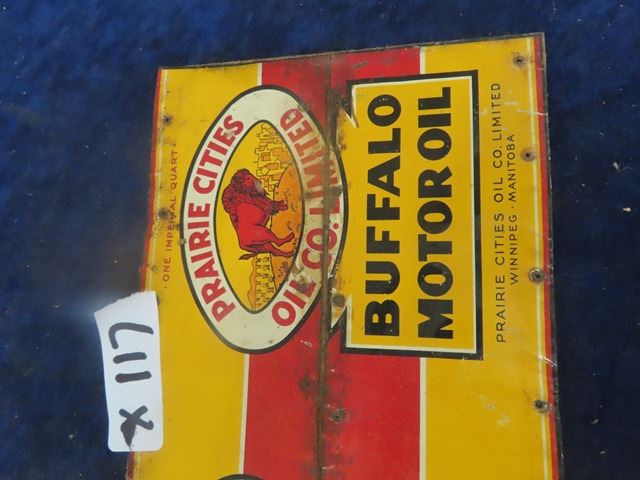 · ONE IMPERIAL QUART ·
PRAIRIE CITIES
OIL CO. LIMITED
BUFFALO
MOTOR OIL
PRAIRIE CITIES OIL CO. LIMITED
WINNIPEG - MANITOBA
X 117